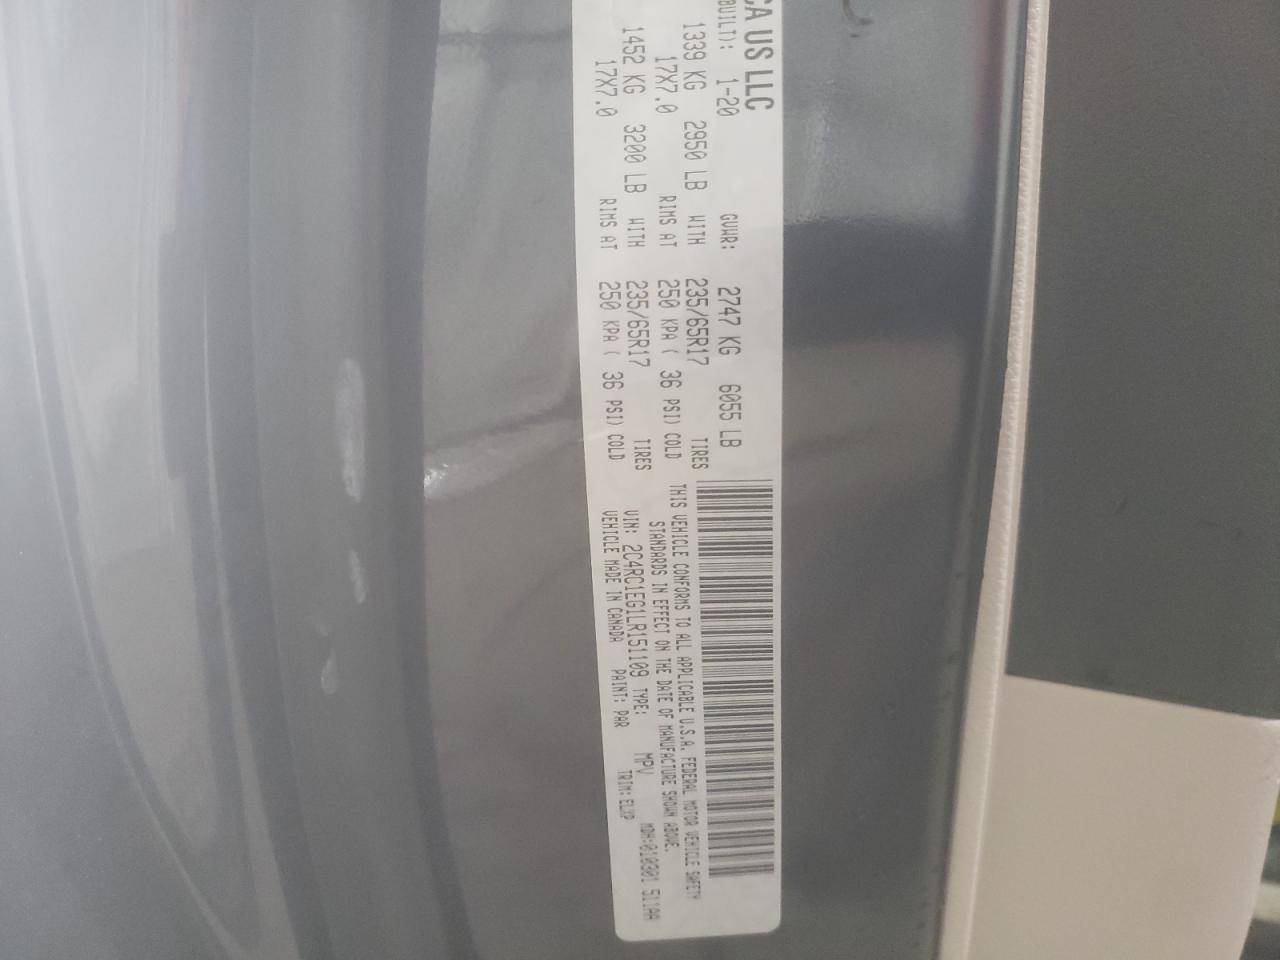 CA US LLC
BUILT): 1-20 GVWR: 2747 KG 6055 LB
1339 KG 2950 LB WITH 235/65R17 TIRES
17X7.0 RIMS AT 250 KPA ( 36 PSI) COLD
1452 KG 3200 LB WITH 235/65R17 TIRES
17X7.0 RIMS AT 250 KPA ( 36 PSI) COLD
THIS VEHICLE CONFORMS TO ALL APPLICABLE U.S.A. FEDERAL MOTOR VEHICLE SAFETY
STANDARDS IN EFFECT ON THE DATE OF MANUFACTURE SHOWN ABOVE.
VIN: 2C4RC1EG1LR151109 TYPE: MPV MDH:010301 511AA
VEHICLE MADE IN CANADA PAINT: PAR TRIM: ELXP